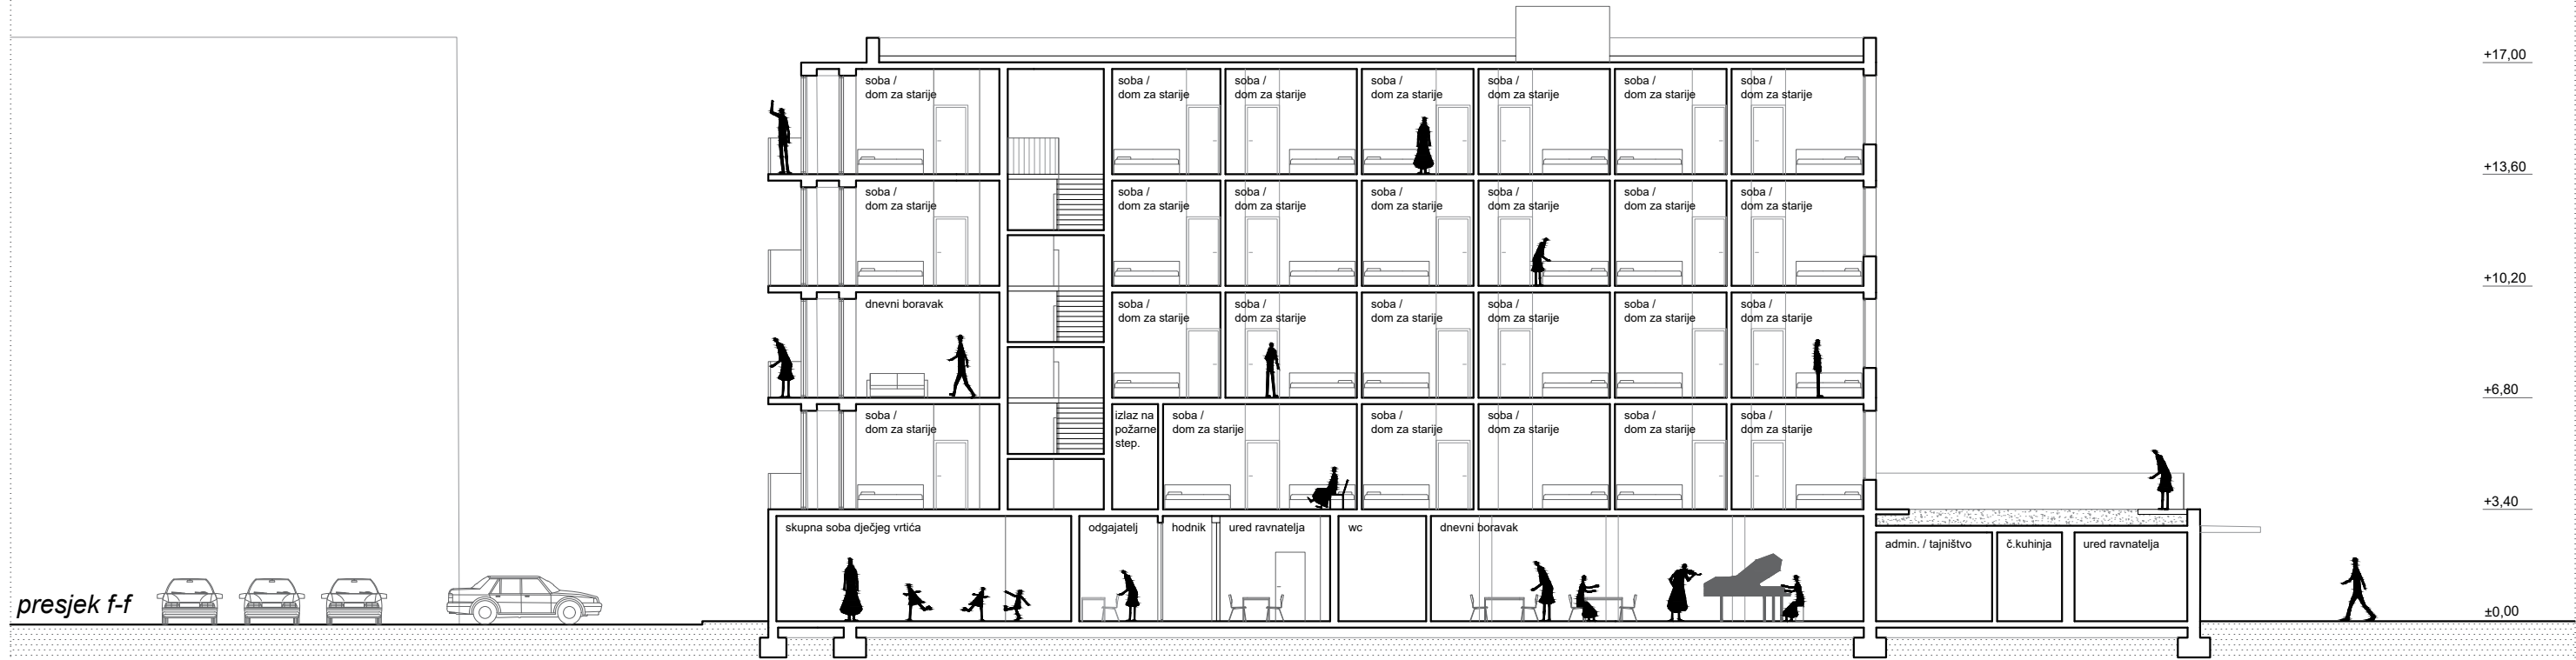 +17,00
soba /
dom za starije
soba /
dom za starije
soba /
dom za starije
soba /
dom za starije
soba /
dom za starije
soba /
dom za starije
soba /
dom za starije
+13,60
soba /
dom za starije
soba /
dom za starije
soba /
dom za starije
soba /
dom za starije
soba /
dom za starije
soba /
dom za starije
soba /
dom za starije
+10,20
dnevni boravak
soba /
dom za starije
soba /
dom za starije
soba /
dom za starije
soba /
dom za starije
soba /
dom za starije
soba /
dom za starije
+6,80
soba /
dom za starije
izlaz na
požarne
step.
soba /
dom za starije
soba /
dom za starije
soba /
dom za starije
soba /
dom za starije
soba /
dom za starije
+3,40
skupna soba dječjeg vrtića
odgajatelj
hodnik
ured ravnatelja
wc
dnevni boravak
admin. / tajništvo
č.kuhinja
ured ravnatelja
presjek f-f
±0,00